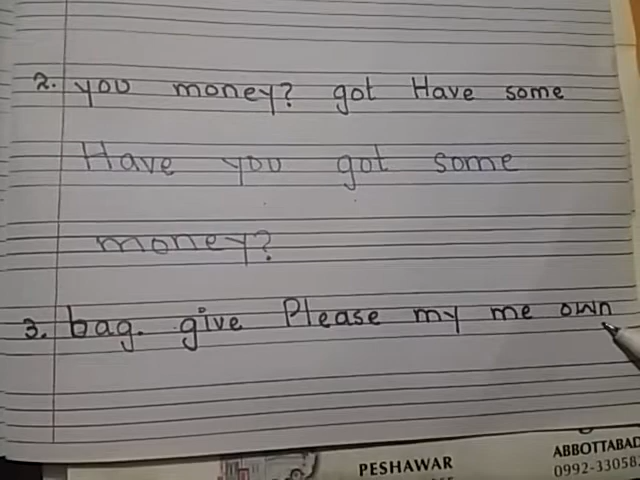 2. you money? got Have some
Have you got some
money?
3. bag. give Please my me own
PESHAWAR
ABBOTTABAD
0992-33058